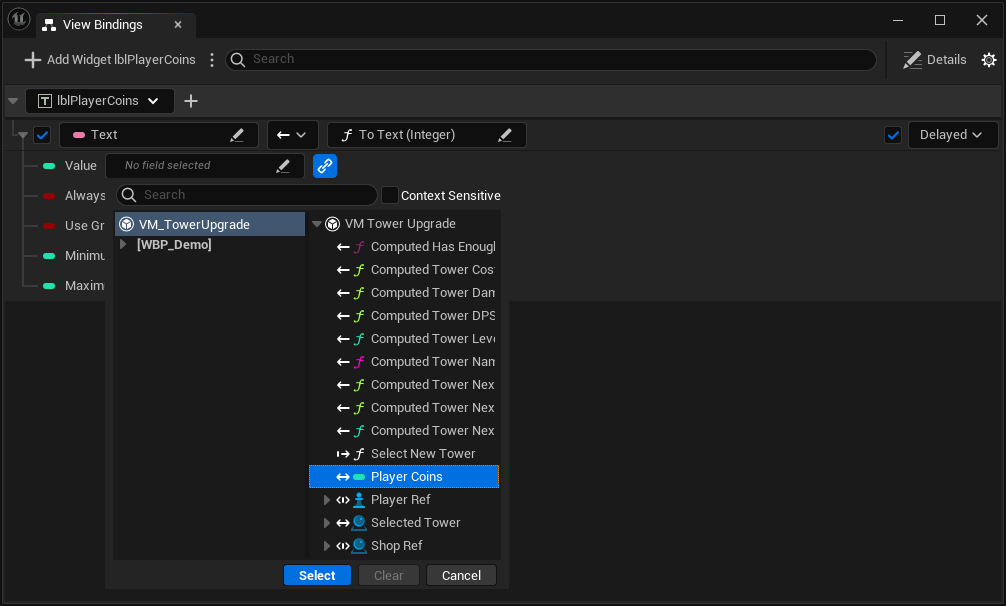 View Bindings
Add Widget lblPlayerCoins
Search
Details
lblPlayerCoins
Text
To Text (Integer)
Delayed
Value
No field selected
Always
Search
Context Sensitive
Use Gr
Minimu
Maxim
VM_TowerUpgrade
[WBP_Demo]
VM Tower Upgrade
Computed Has Enough
Computed Tower Cos
Computed Tower Dam
Computed Tower DPS
Computed Tower Leve
Computed Tower Nam
Computed Tower Nex
Computed Tower Nex
Computed Tower Nex
Select New Tower
Player Coins
Player Ref
Selected Tower
Shop Ref
Select
Clear
Cancel